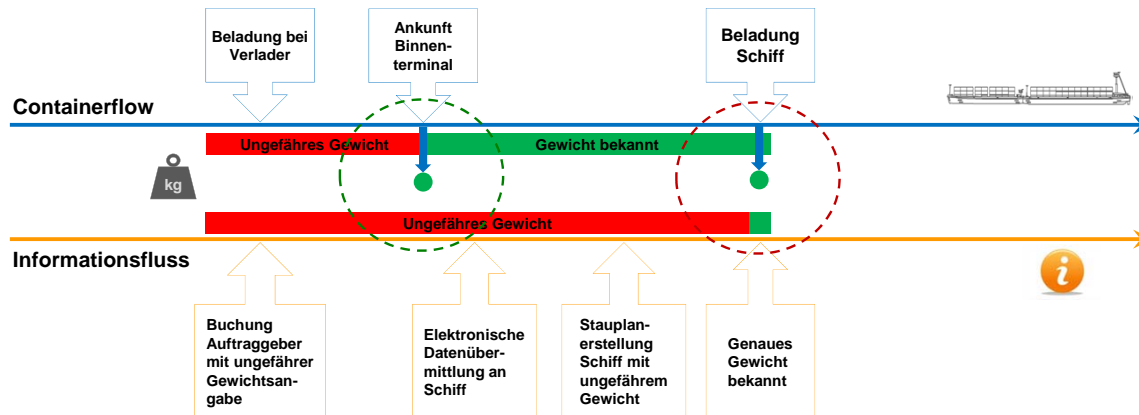 Beladung bei
Verlader
Ankunft
Binnen-
terminal
Beladung
Schiff
Containerflow
Ungefähres Gewicht
Gewicht bekannt
kg
Ungefähres Gewicht
Informationsfluss
i
Buchung
Auftraggeber
mit ungefährer
Gewichtsan-
gabe
Elektronische
Datenüber-
mittlung an
Schiff
Stauplan-
erstellung
Schiff mit
ungefährem
Gewicht
Genaues
Gewicht
bekannt